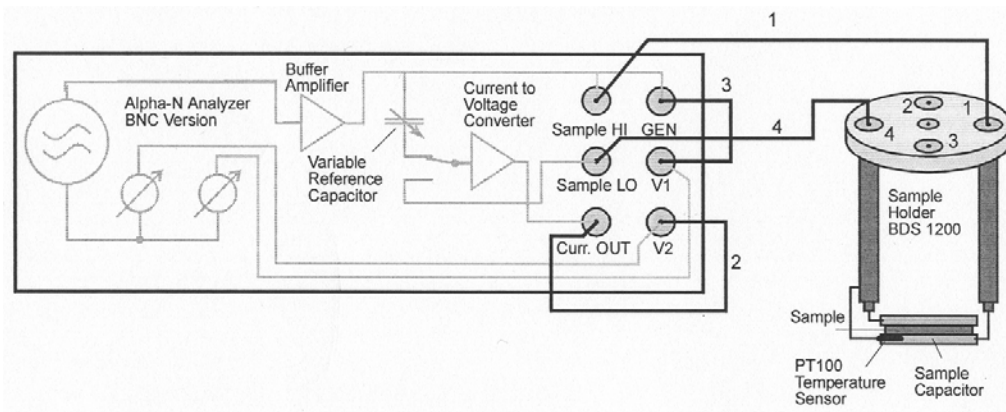 1
Buffer
Amplifier
Alpha-N Analyzer
BNC Version
Current to
Voltage
Converter
Variable
Reference
Capacitor
Sample HI GEN
3
4
Sample LO V1
Curr. OUT V2
2
2 1
4 3
Sample
Holder
BDS 1200
Sample
PT100
Temperature
Sensor
Sample
Capacitor